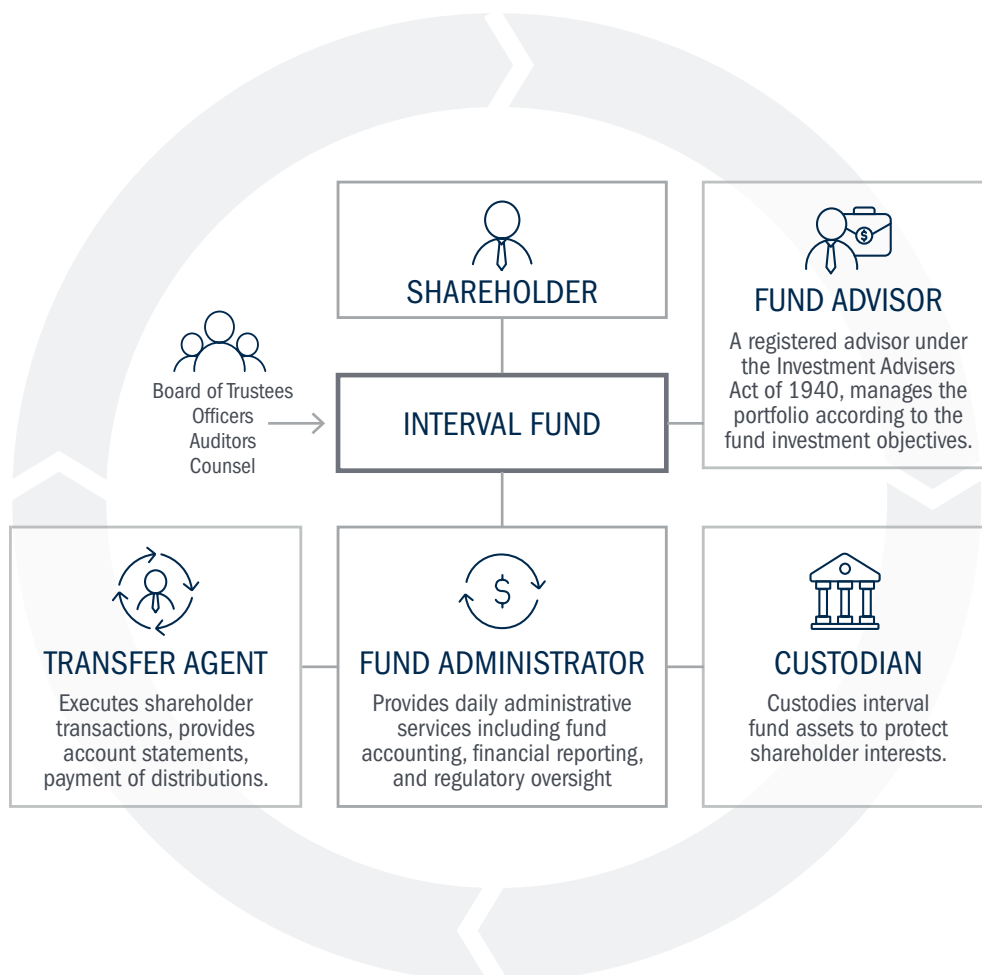 SHAREHOLDER
$
FUND ADVISOR
A registered advisor under
the Investment Advisers
Act of 1940, manages the
portfolio according to the
fund investment objectives.
Board of Trustees
Officers
Auditors
Counsel
INTERVAL FUND
TRANSFER AGENT
Executes shareholder
transactions, provides
account statements,
payment of distributions.
$
FUND ADMINISTRATOR
Provides daily administrative
services including fund
accounting, financial reporting,
and regulatory oversight
CUSTODIAN
Custodies interval
fund assets to protect
shareholder interests.